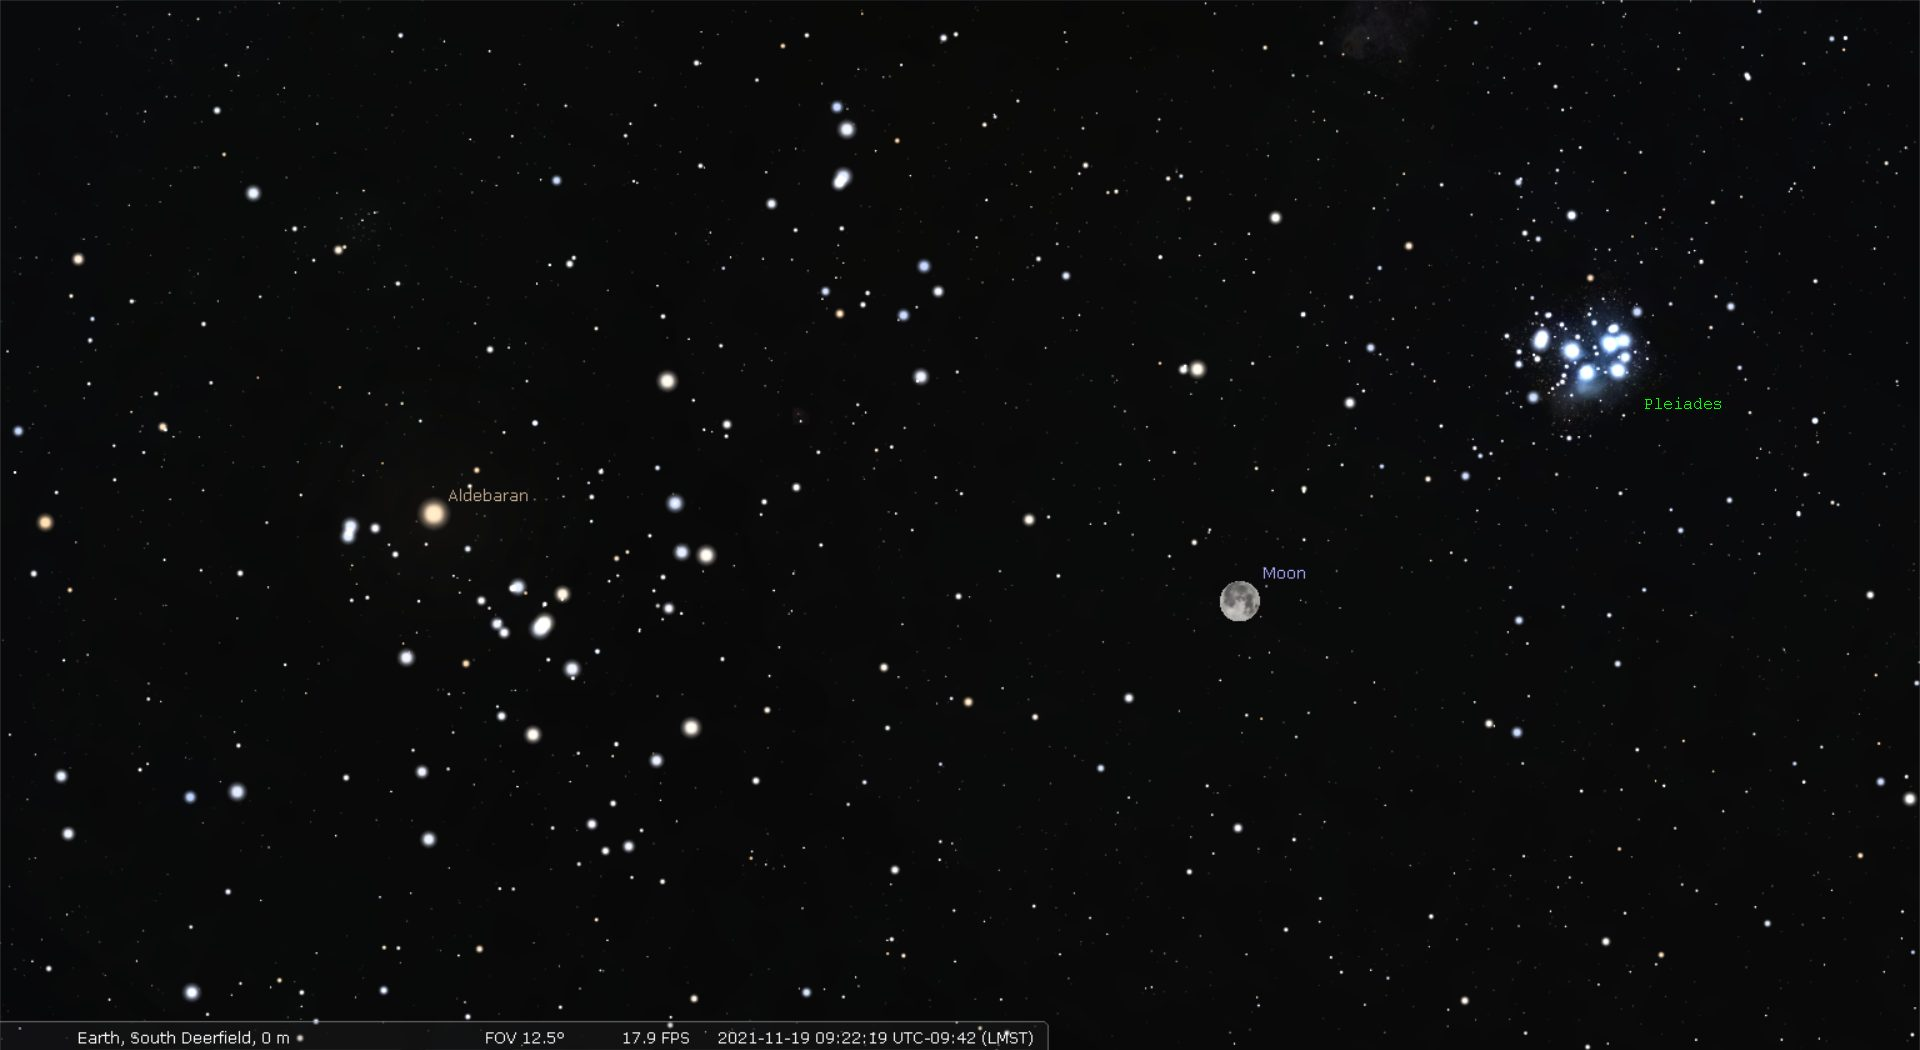 Pleiades
Aldebaran
Moon
Earth, South Deerfield, 0 m FOV 12.5° 17.9 FPS 2021-11-19 09:22:19 UTC-09:42 (LMST)